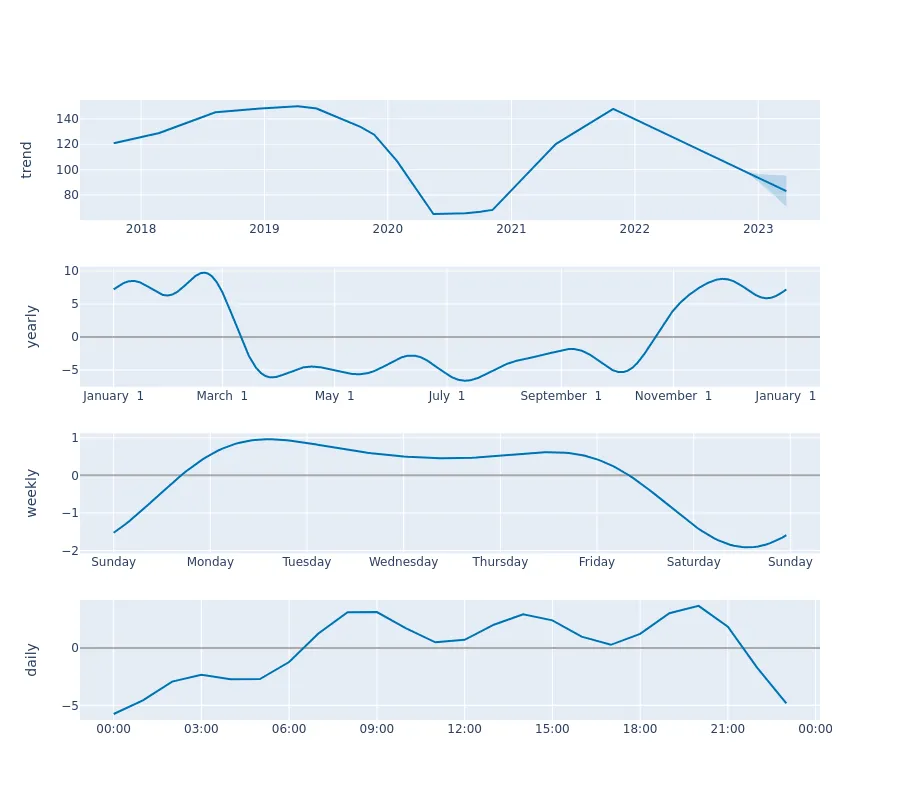 trend
140
120
100
80
2018 2019 2020 2021 2022 2023
yearly
10
5
0
−5
January 1 March 1 May 1 July 1 September 1 November 1 January 1
weekly
1
0
−1
−2
Sunday Monday Tuesday Wednesday Thursday Friday Saturday Sunday
daily
0
−5
00:00 03:00 06:00 09:00 12:00 15:00 18:00 21:00 00:00